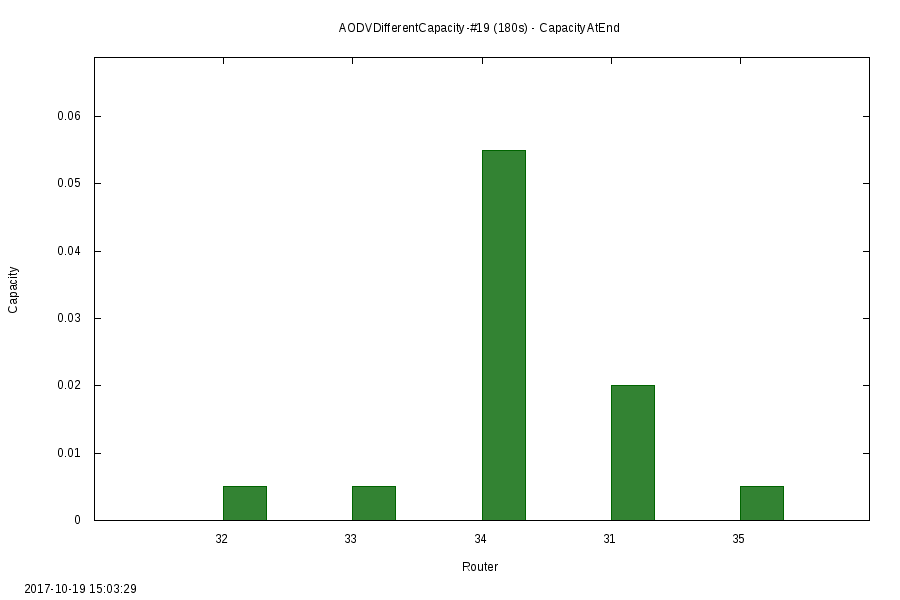 AODVDifferentCapacity-#19 (180s) - CapacityAtEnd
Capacity
0.06
0.05
0.04
0.03
0.02
0.01
0
32 33 34 31 35
Router
2017-10-19 15:03:29